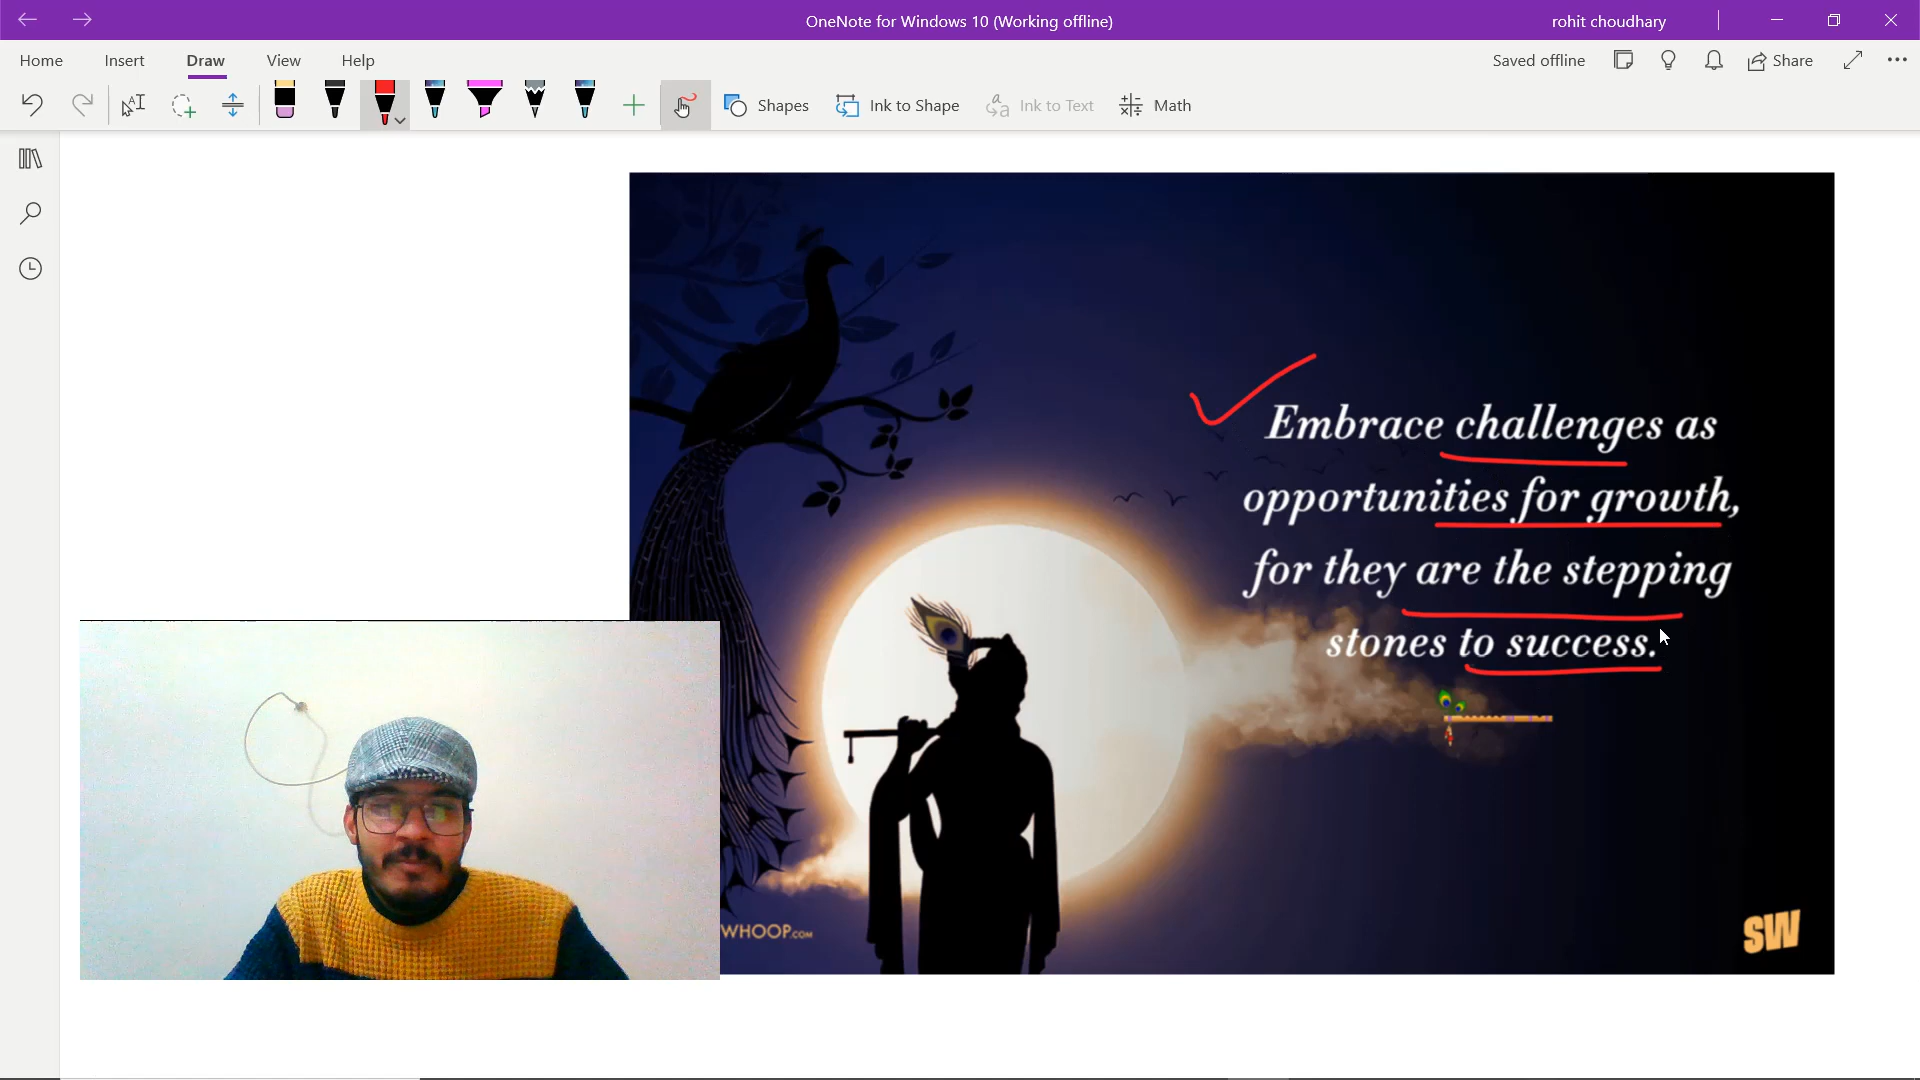 OneNote for Windows 10 (Working offline)
rohit choudhary
Home Insert Draw View Help
Saved offline
Share
Shapes
Ink to Shape
Ink to Text
Math
Embrace challenges as
opportunities for growth,
for they are the stepping
stones to success.
WHOOP.COM
SW